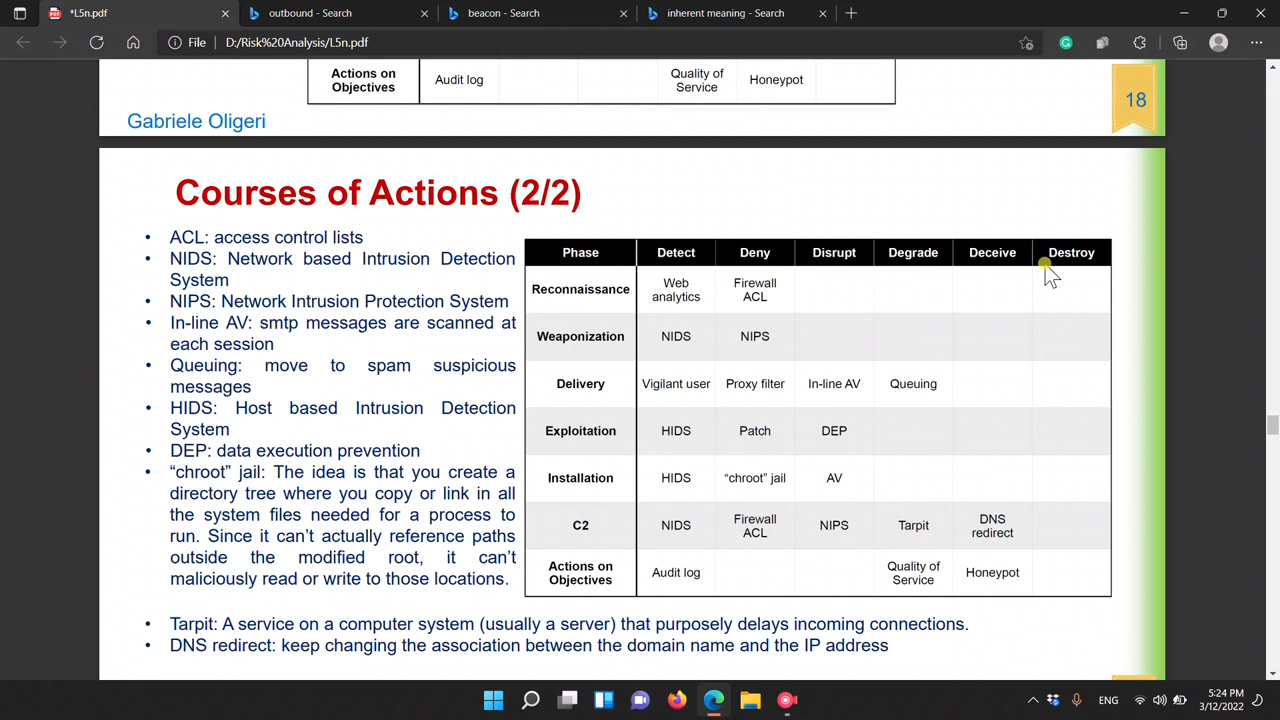 *L5n.pdf
outbound - Search
beacon - Search
inherent meaning - Search
File
D:/Risk%20Analysis/L5n.pdf
Actions on
Objectives
Audit log
Quality of
Service
Honeypot
18
Gabriele Oligeri
Courses of Actions (2/2)
• ACL: access control lists
• NIDS: Network based Intrusion Detection
System
• NIPS: Network Intrusion Protection System
• In-line AV: smtp messages are scanned at
each session
• Queuing: move to spam suspicious
messages
• HIDS: Host based Intrusion Detection
System
• DEP: data execution prevention
• “chroot” jail: The idea is that you create a
directory tree where you copy or link in all
the system files needed for a process to
run. Since it can’t actually reference paths
outside the modified root, it can’t
maliciously read or write to those locations.
Phase Detect Deny Disrupt Degrade Deceive Destroy
Reconnaissance
Web
analytics
Firewall
ACL
Weaponization NIDS NIPS
Delivery Vigilant user Proxy filter In-line AV Queuing
Exploitation HIDS Patch DEP
Installation HIDS “chroot” jail AV
C2 NIDS
Firewall
ACL
NIPS Tarpit
DNS
redirect
Actions on
Objectives
Audit log
Quality of
Service
Honeypot
• Tarpit: A service on a computer system (usually a server) that purposely delays incoming connections.
• DNS redirect: keep changing the association between the domain name and the IP address
ENG
5:24 PM
3/12/2022